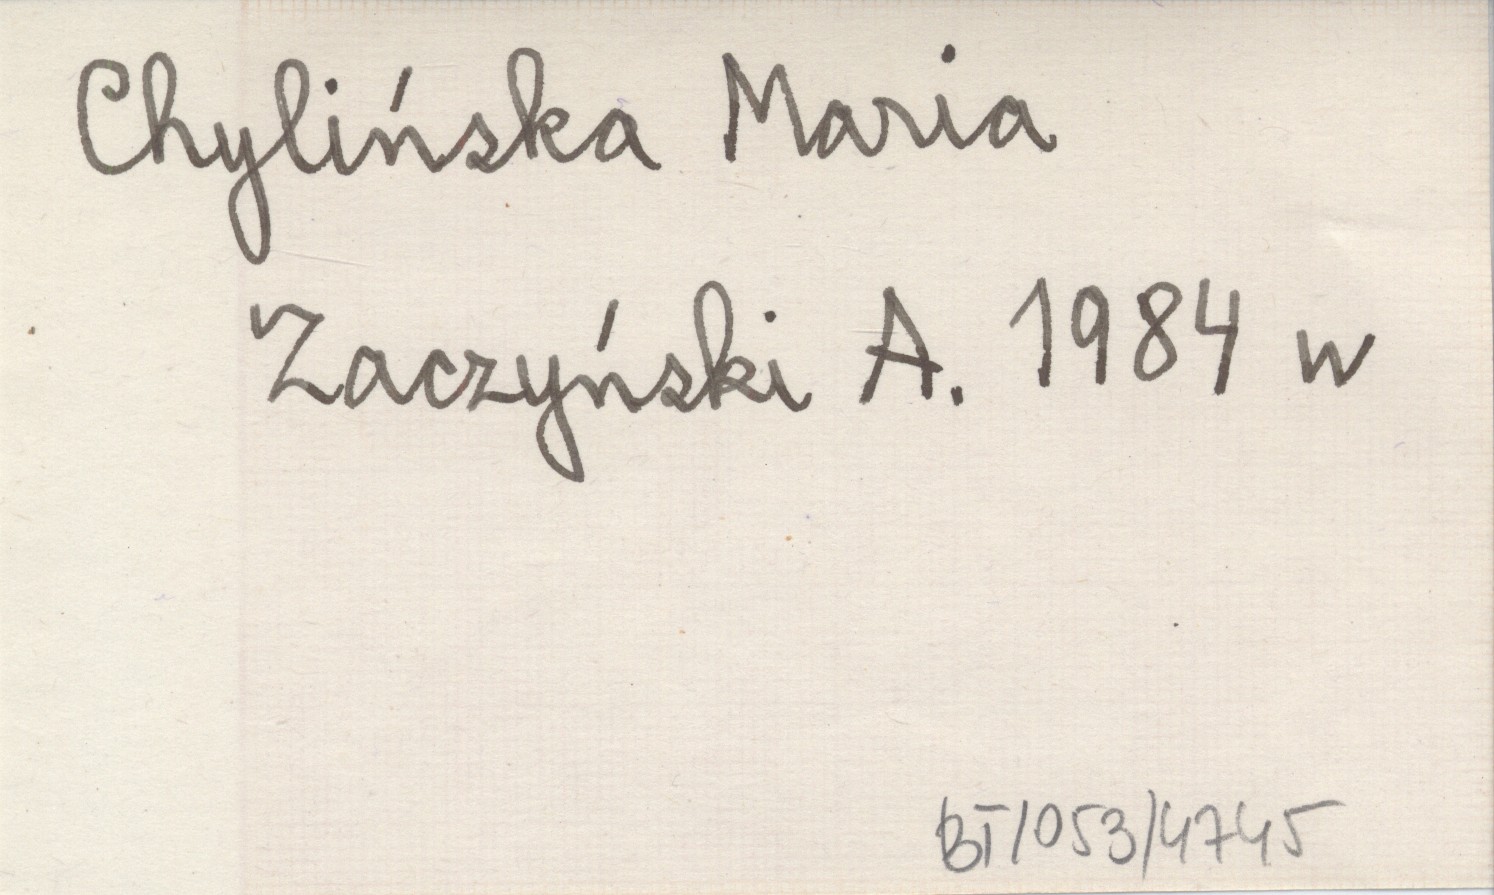 Chylińska Maria
Zaczyński A. 1984 w
BT/053/4745